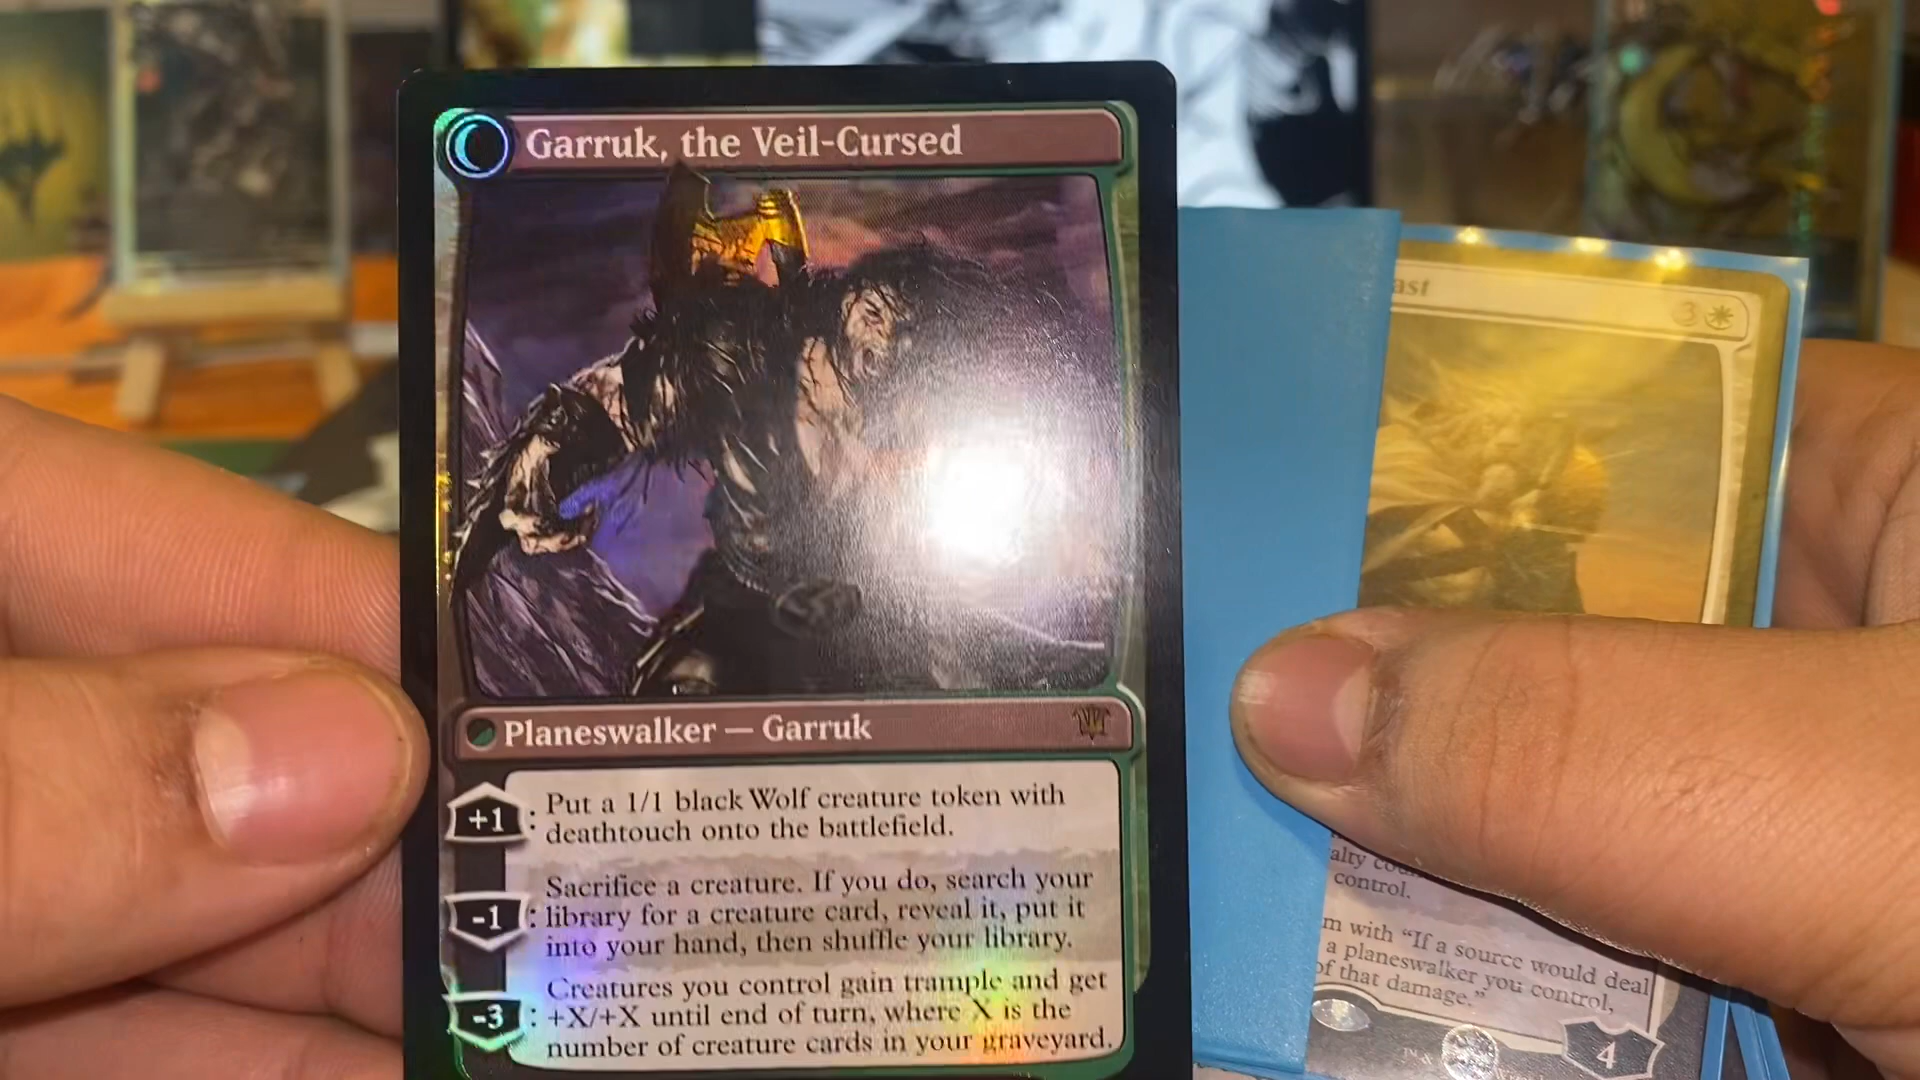 Garruk, the Veil-Cursed
Planeswalker — Garruk
+1: Put a 1/1 black Wolf creature token with
deathtouch onto the battlefield.
Sacrifice a creature. If you do, search your
-1: library for a creature card, reveal it, put it
into your hand, then shuffle your library.
Creatures you control gain trample and get
-3: +X/+X until end of turn, where X is the
number of creature cards in your graveyard.
ast 3
alty
control.
m with “If a source would deal
a planeswalker you control,
of that damage.”
4
™ &